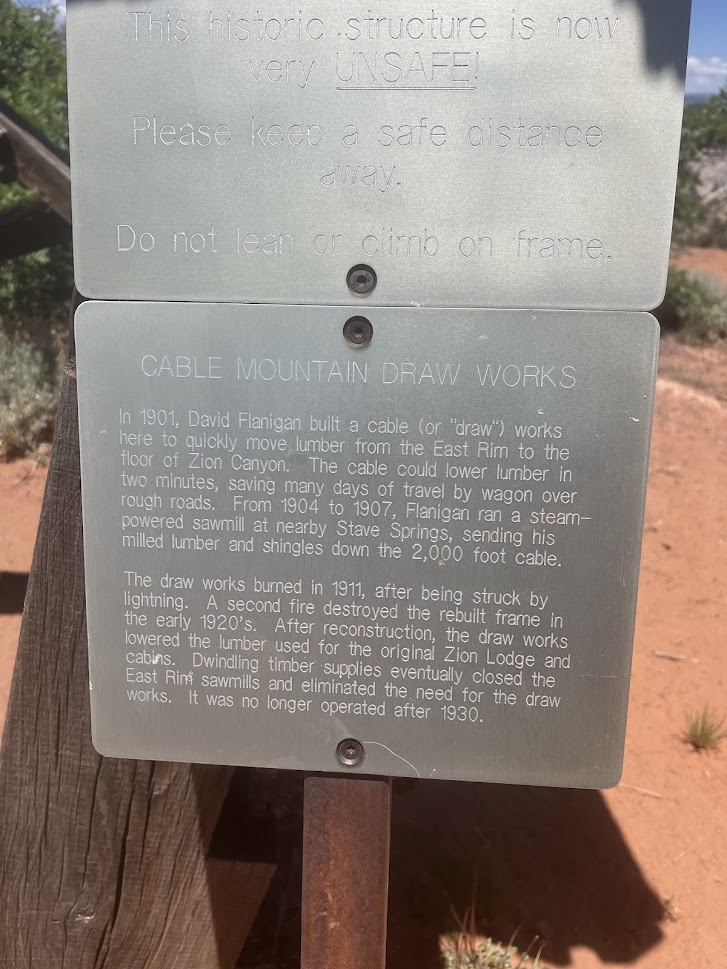 This historic structure is now
very UNSAFE!
Please keep a safe distance
away.
Do not lean or climb on frame.
CABLE MOUNTAIN DRAW WORKS
In 1901, David Flanigan built a cable (or "draw") works
here to quickly move lumber from the East Rim to the
floor of Zion Canyon. The cable could lower lumber in
two minutes, saving many days of travel by wagon over
rough roads. From 1904 to 1907, Flanigan ran a steam-
powered sawmill at nearby Stave Springs, sending his
milled lumber and shingles down the 2,000 foot cable.
The draw works burned in 1911, after being struck by
lightning. A second fire destroyed the rebuilt frame in
the early 1920's. After reconstruction, the draw works
lowered the lumber used for the original Zion Lodge and
cabins. Dwindling timber supplies eventually closed the
East Rim sawmills and eliminated the need for the draw
works. It was no longer operated after 1930.